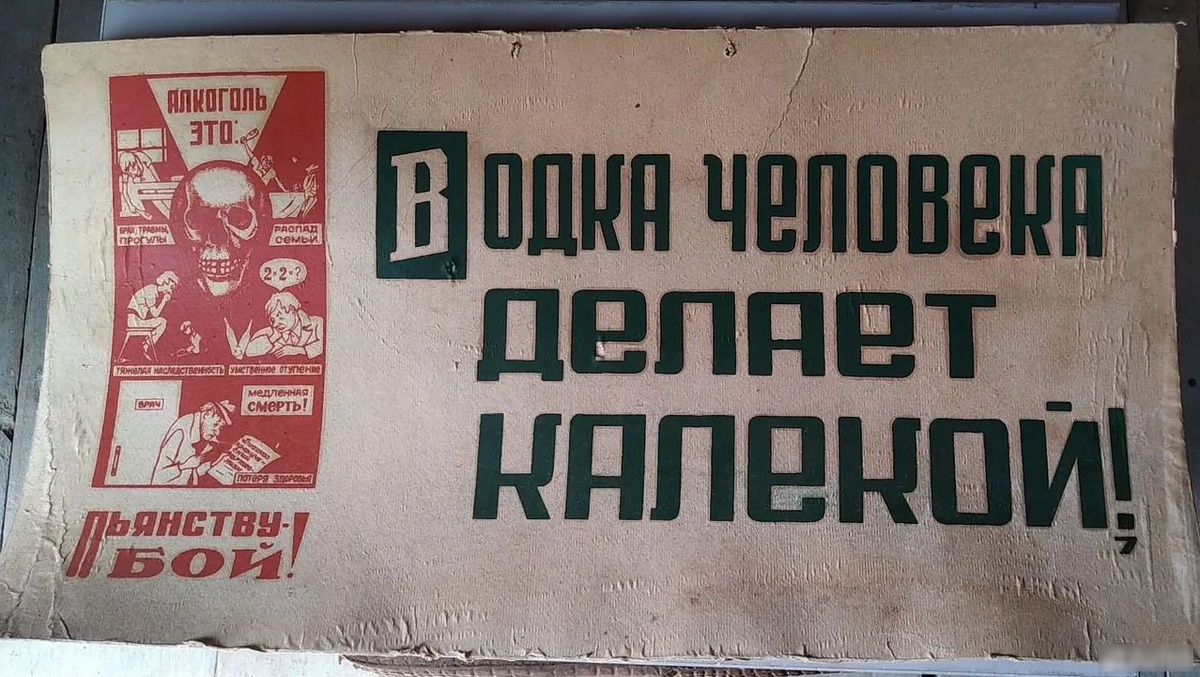 АЛКОГОЛЬ
ЭТО:
БРАК, ТРАВМЫ,
ПРОГУЛЫ
РАСПАД
СЕМЬИ
2×2=?
ТЯЖЕЛАЯ НАСЛЕДСТВЕННОСТЬ
УМСТВЕННОЕ ОТУПЕНИЕ
ВРАЧ
МЕДЛЕННАЯ
СМЕРТЬ!
ПОТЕРЯ ЗДОРОВЬЯ
ПЬЯНСТВУ-
БОЙ!
ВОДКА ЧЕЛОВЕКА
ДЕЛАЕТ
КАЛЕКОЙ!
7